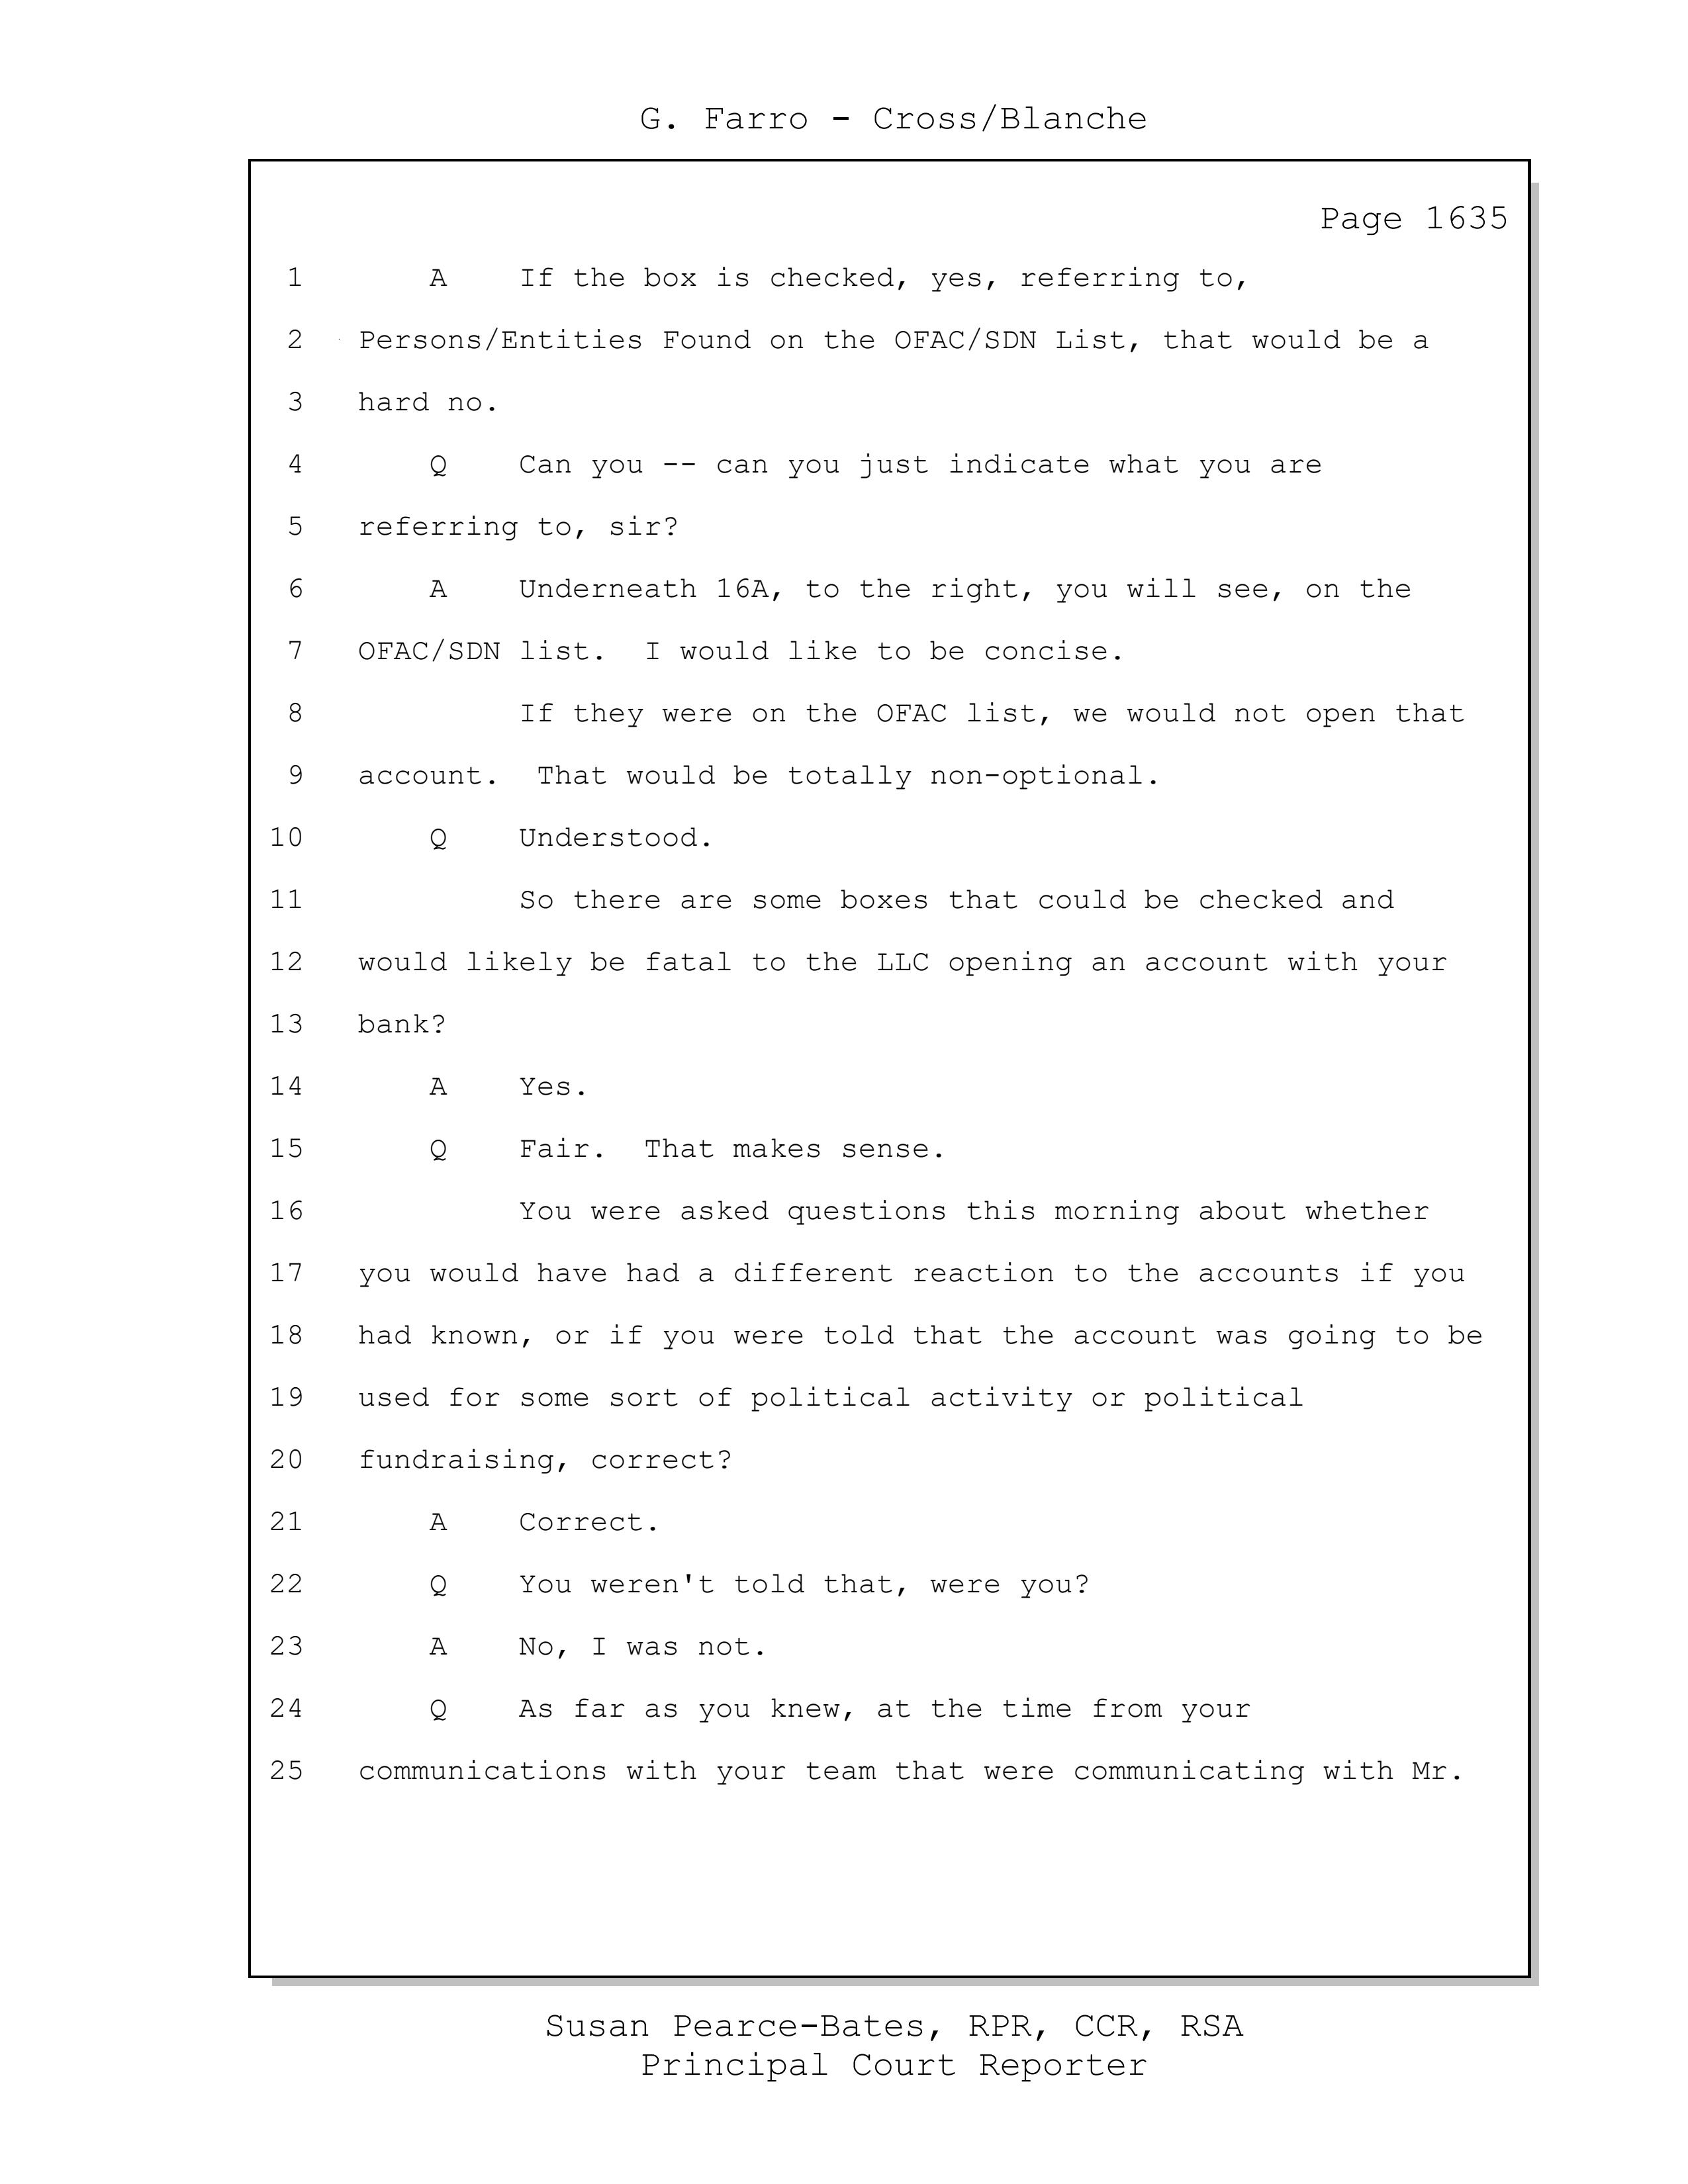 G. Farro - Cross/Blanche
Page 1635
1 A If the box is checked, yes, referring to,
2 Persons/Entities Found on the OFAC/SDN List, that would be a
3 hard no.
4 Q Can you -- can you just indicate what you are
5 referring to, sir?
6 A Underneath 16A, to the right, you will see, on the
7 OFAC/SDN list. I would like to be concise.
8 If they were on the OFAC list, we would not open that
9 account. That would be totally non-optional.
10 Q Understood.
11 So there are some boxes that could be checked and
12 would likely be fatal to the LLC opening an account with your
13 bank?
14 A Yes.
15 Q Fair. That makes sense.
16 You were asked questions this morning about whether
17 you would have had a different reaction to the accounts if you
18 had known, or if you were told that the account was going to be
19 used for some sort of political activity or political
20 fundraising, correct?
21 A Correct.
22 Q You weren't told that, were you?
23 A No, I was not.
24 Q As far as you knew, at the time from your
25 communications with your team that were communicating with Mr.
Susan Pearce-Bates, RPR, CCR, RSA
Principal Court Reporter